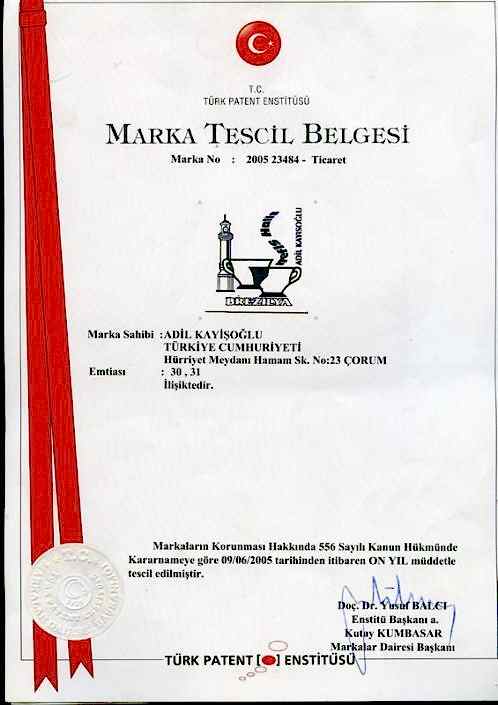 T.C.
TÜRK PATENT ENSTİTÜSÜ
MARKA TESCİL BELGESİ
Marka No : 2005 23484 - Ticaret
ADİL KAYIŞOĞLU
BREZİLYA
Marka Sahibi : ADİL KAYIŞOĞLU
TÜRKİYE CUMHURİYETİ
Hürriyet Meydanı Hamam Sk. No:23 ÇORUM
Emtiası : 30 , 31
İlişiktedir.
Markaların Korunması Hakkında 556 Sayılı Kanun Hükmünde
Kararnameye göre 09/06/2005 tarihinden itibaren ON YIL müddetle
tescil edilmiştir.
Doç. Dr. Yusuf BALCI
Enstitü Başkanı a.
Kutay KUMBASAR
Markalar Dairesi Başkanı
TÜRK PATENT ENSTİTÜSÜ